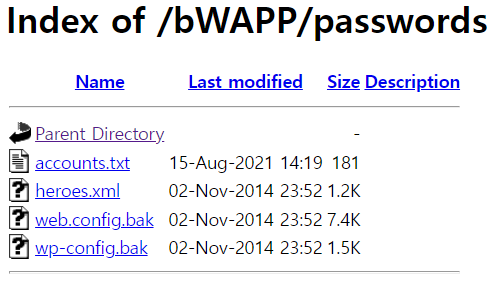 Index of /bWAPP/passwords
Name Last modified Size Description
Parent Directory -
accounts.txt 15-Aug-2021 14:19 181
heroes.xml 02-Nov-2014 23:52 1.2K
web.config.bak 02-Nov-2014 23:52 7.4K
wp-config.bak 02-Nov-2014 23:52 1.5K